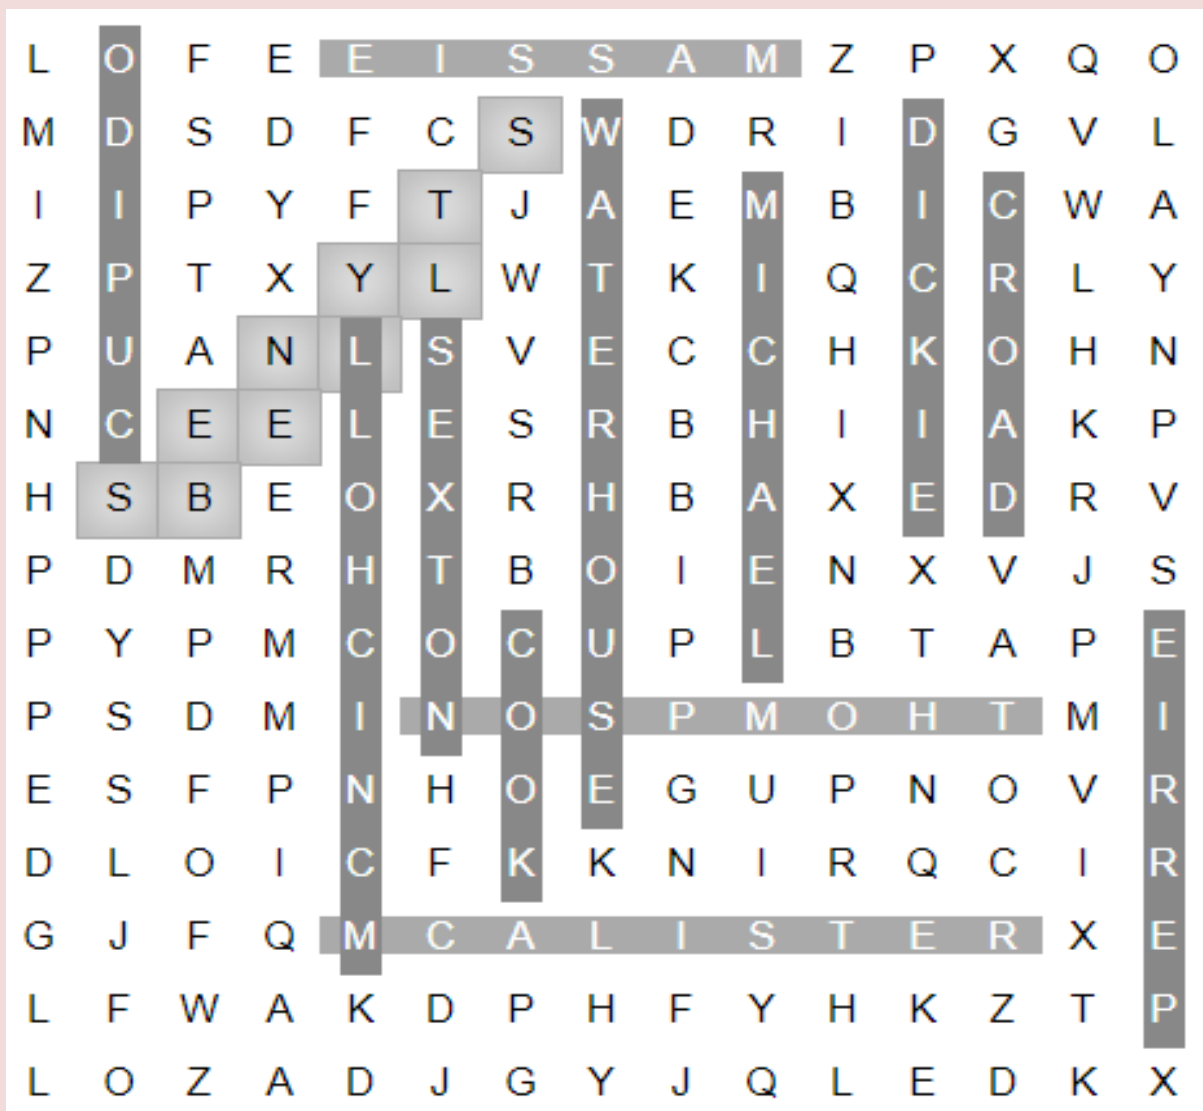 L O F E E I S S A M Z P X Q O
M D S D F C S W D R I D G V L
I I P Y F T J A E M B I C W A
Z P T X Y L W T K I Q C R L Y
P U A N L S V E C C H K O H N
N C E E L E S R B H I I A K P
H S B E O X R H B A X E D R V
P D M R H T B O I E N X V J S
P Y P M C O C U P L B T A P E
P S D M I N O S P M O H T M I
E S F P N H O E G U P N O V R
D L O I C F K K N I R Q C I R
G J F Q M C A L I S T E R X E
L F W A K D P H F Y H K Z T P
L O Z A D J G Y J Q L E D K X